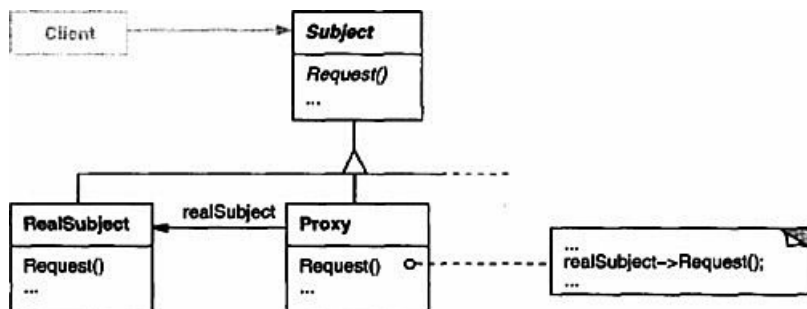 Client
Subject
Request()
...
RealSubject
Request()
...
realSubject
Proxy
Request()
...
...
realSubject->Request();
...